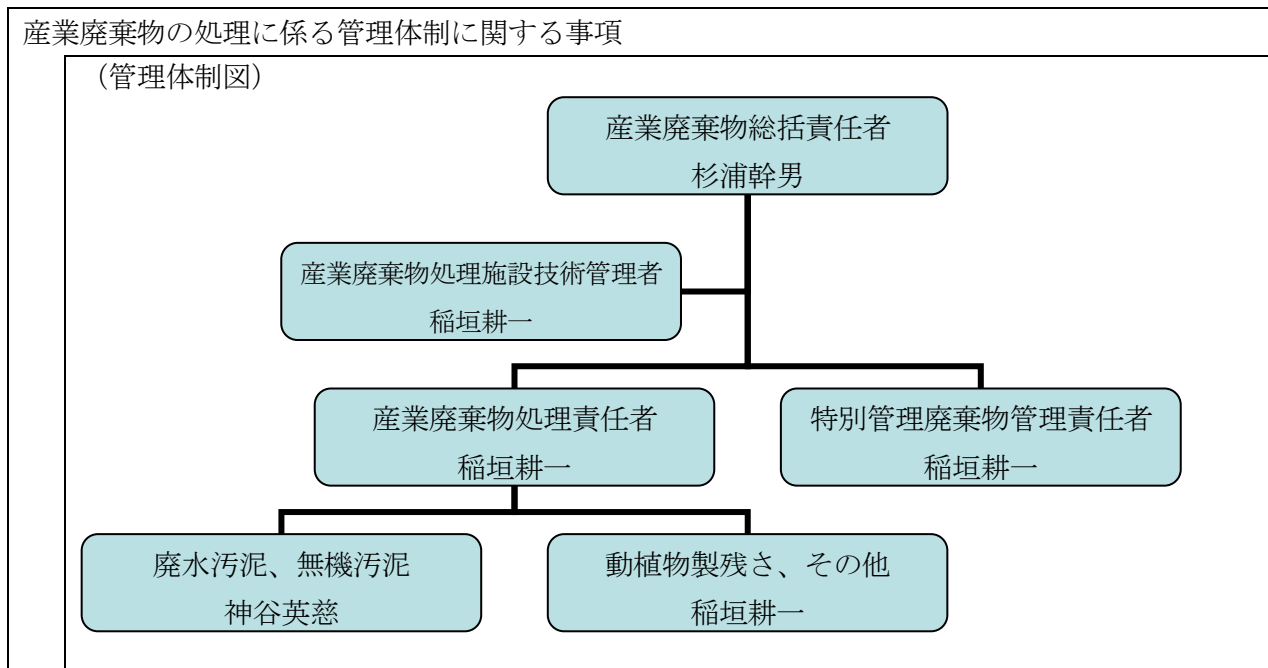 産業廃棄物の処理に係る管理体制に関する事項
（管理体制図）
産業廃棄物総括責任者
杉浦幹男
産業廃棄物処理施設技術管理者
稲垣耕一
産業廃棄物処理責任者
稲垣耕一
特別管理廃棄物管理責任者
稲垣耕一
廃水汚泥、無機汚泥
神谷英慈
動植物製残さ、その他
稲垣耕一